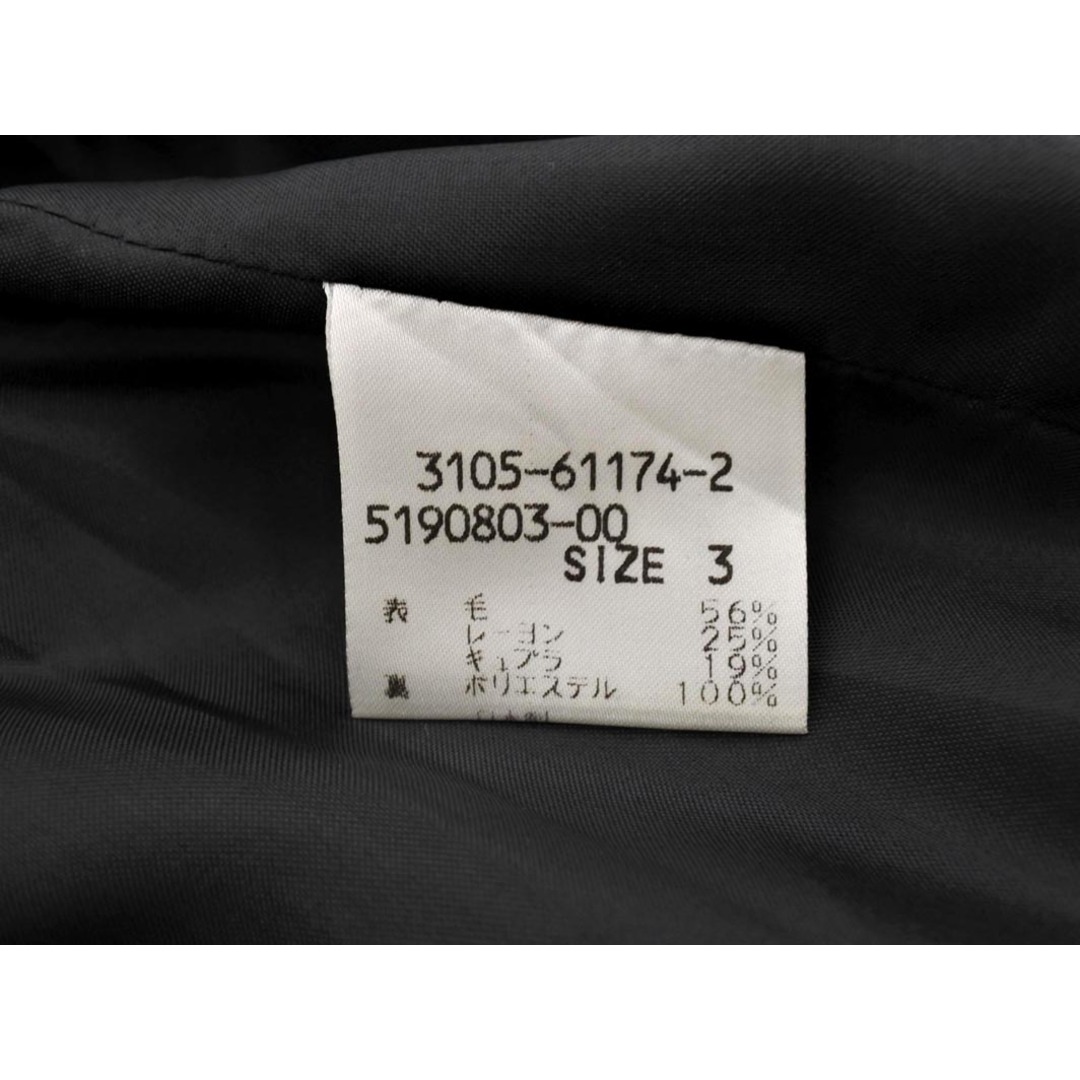 3105-61174-2
5190803-00
SIZE 3
表 毛 56%
レーヨン 25%
キュプラ 19%
裏 ポリエステル 100%